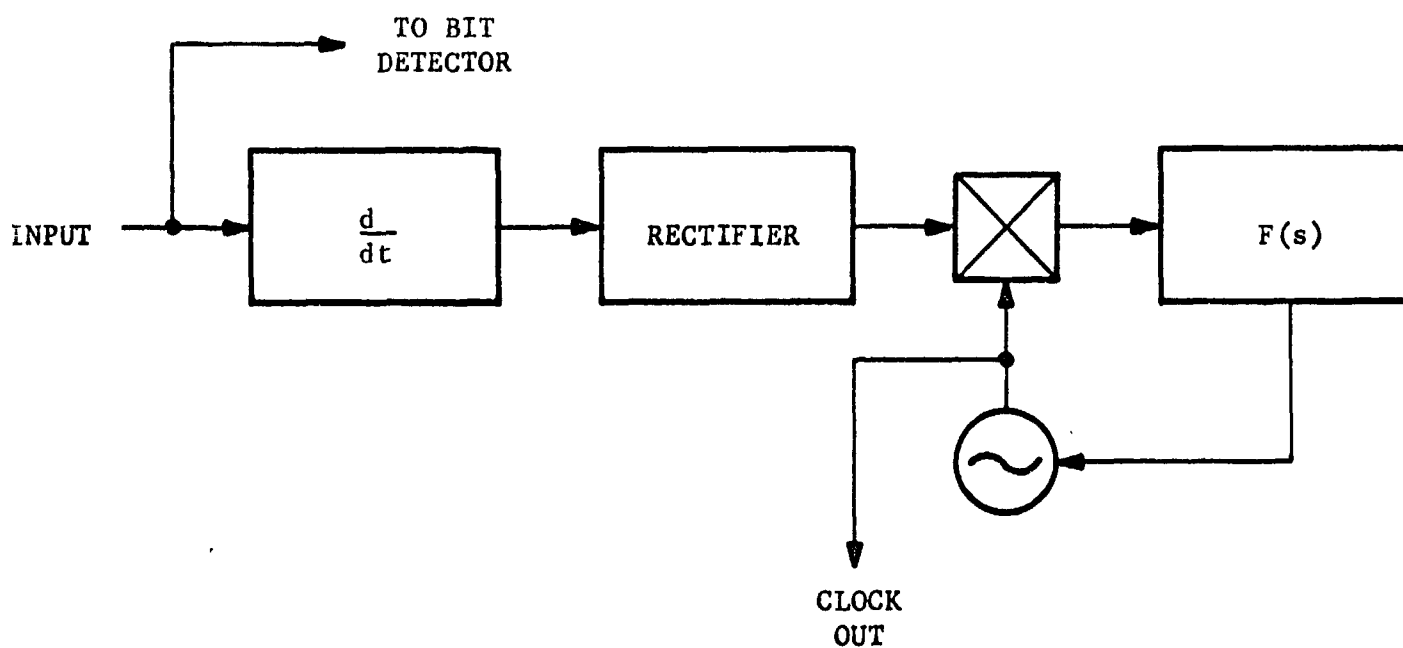 TO BIT
DETECTOR
INPUT
d
dt
RECTIFIER
F(s)
CLOCK
OUT